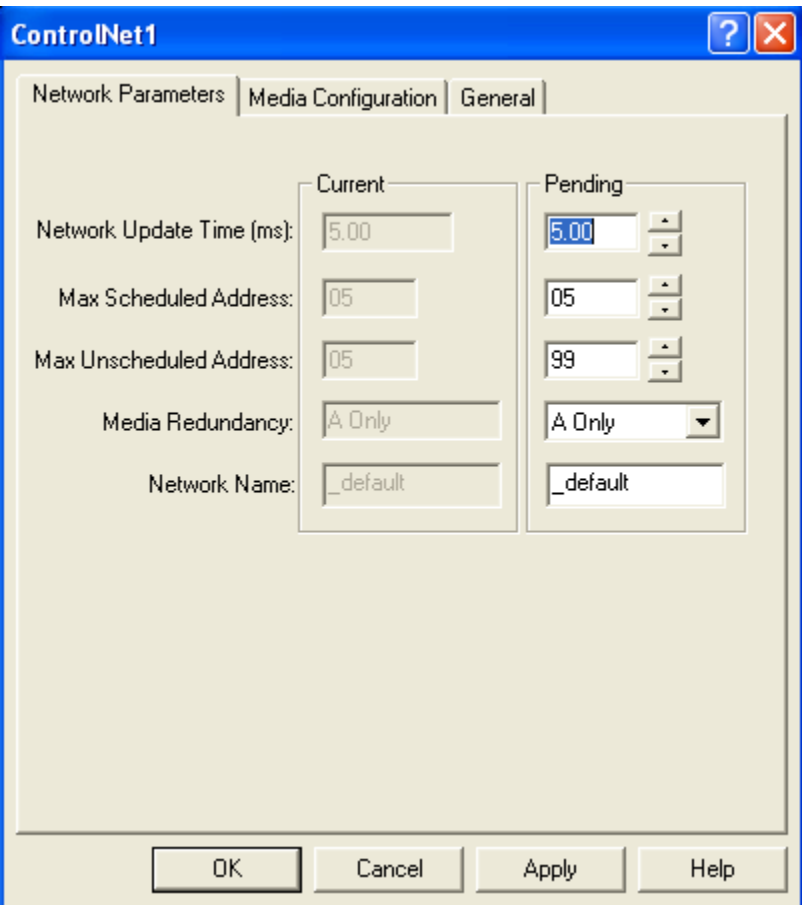 ControlNet1
Network Parameters Media Configuration General
Current Pending
Network Update Time (ms): 5.00 5.00
Max Scheduled Address: 05 05
Max Unscheduled Address: 05 99
Media Redundancy: A Only A Only
Network Name: _default _default
OK Cancel Apply Help